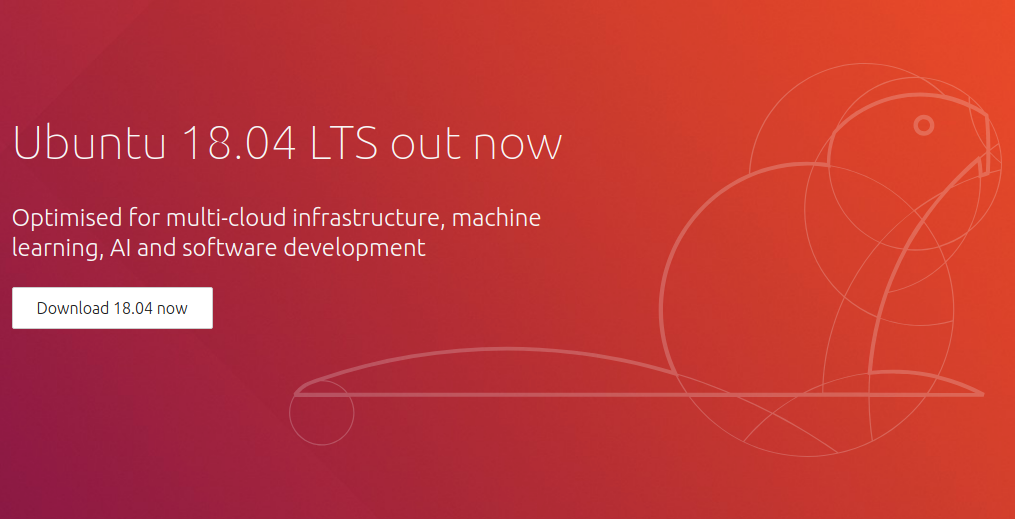 Ubuntu 18.04 LTS out now
Optimised for multi-cloud infrastructure, machine
learning, AI and software development
Download 18.04 now